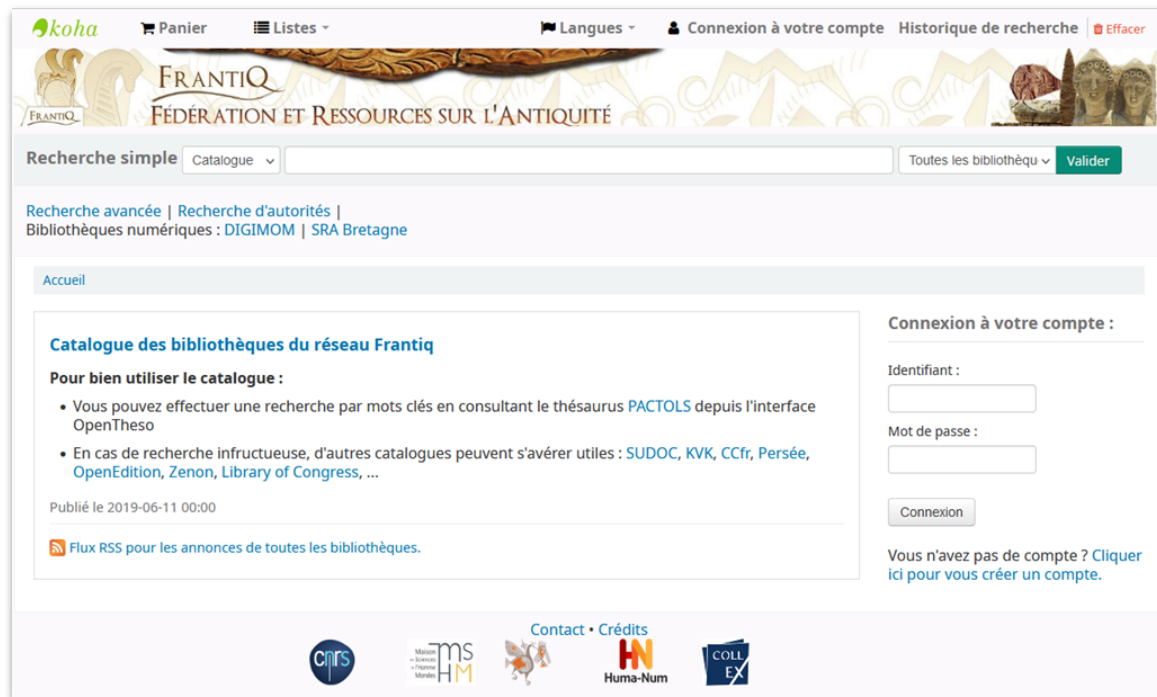 koha Panier Listes Langues Connexion à votre compte Historique de recherche Effacer
FRANTIQ
FRANTIQ
FÉDÉRATION ET RESSOURCES SUR L'ANTIQUITÉ
Recherche simple Catalogue Toutes les bibliothèqu Valider
Recherche avancée | Recherche d'autorités |
Bibliothèques numériques : DIGIMOM | SRA Bretagne
Accueil
Catalogue des bibliothèques du réseau Frantiq
Pour bien utiliser le catalogue :
• Vous pouvez effectuer une recherche par mots clés en consultant le thésaurus PACTOLS depuis l'interface
OpenTheso
• En cas de recherche infructueuse, d'autres catalogues peuvent s'avérer utiles : SUDOC, KVK, CCfr, Persée,
OpenEdition, Zenon, Library of Congress, ...
Publié le 2019-06-11 00:00
Flux RSS pour les annonces de toutes les bibliothèques.
Connexion à votre compte :
Identifiant :
Mot de passe :
Connexion
Vous n'avez pas de compte ? Cliquer
ici pour vous créer un compte.
Contact • Crédits
cnrs
Maison
des Sciences
de l'Homme
Mondes
MS
HM
HN
Huma-Num
COLL
EX